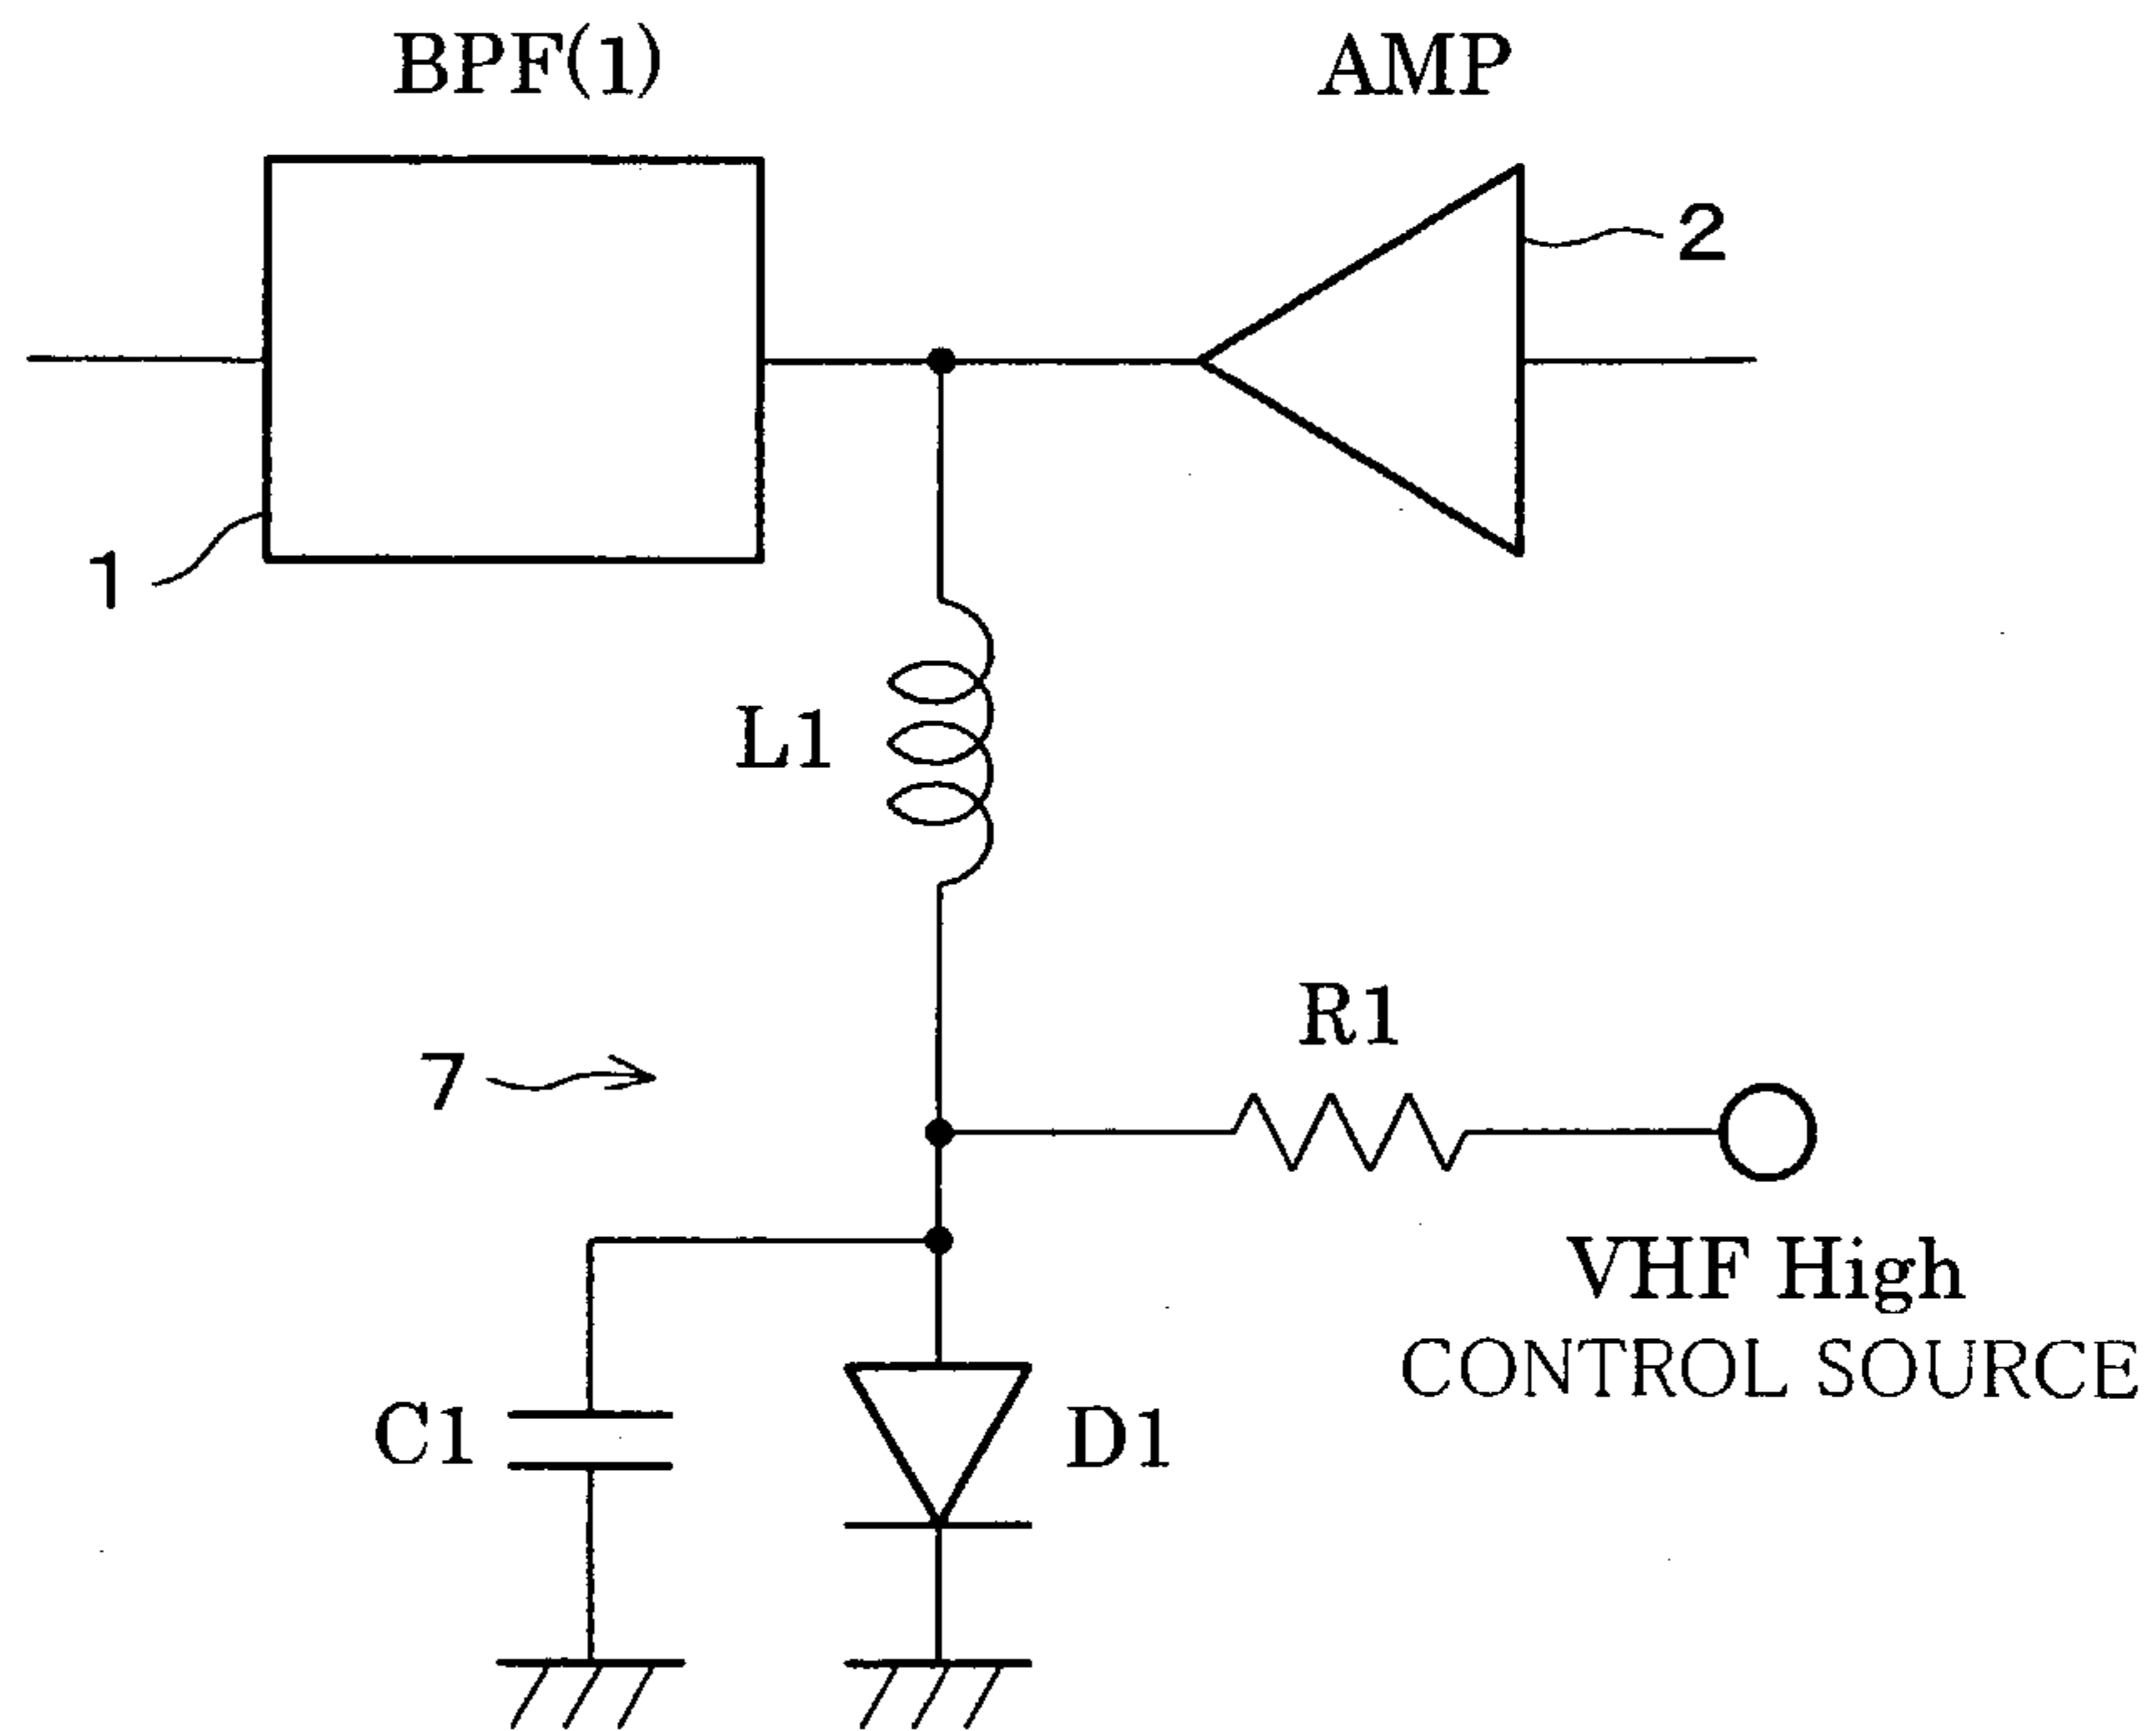 BPF(1)
AMP
2
1
L1
R1
7
VHF High
CONTROL SOURCE
C1
D1